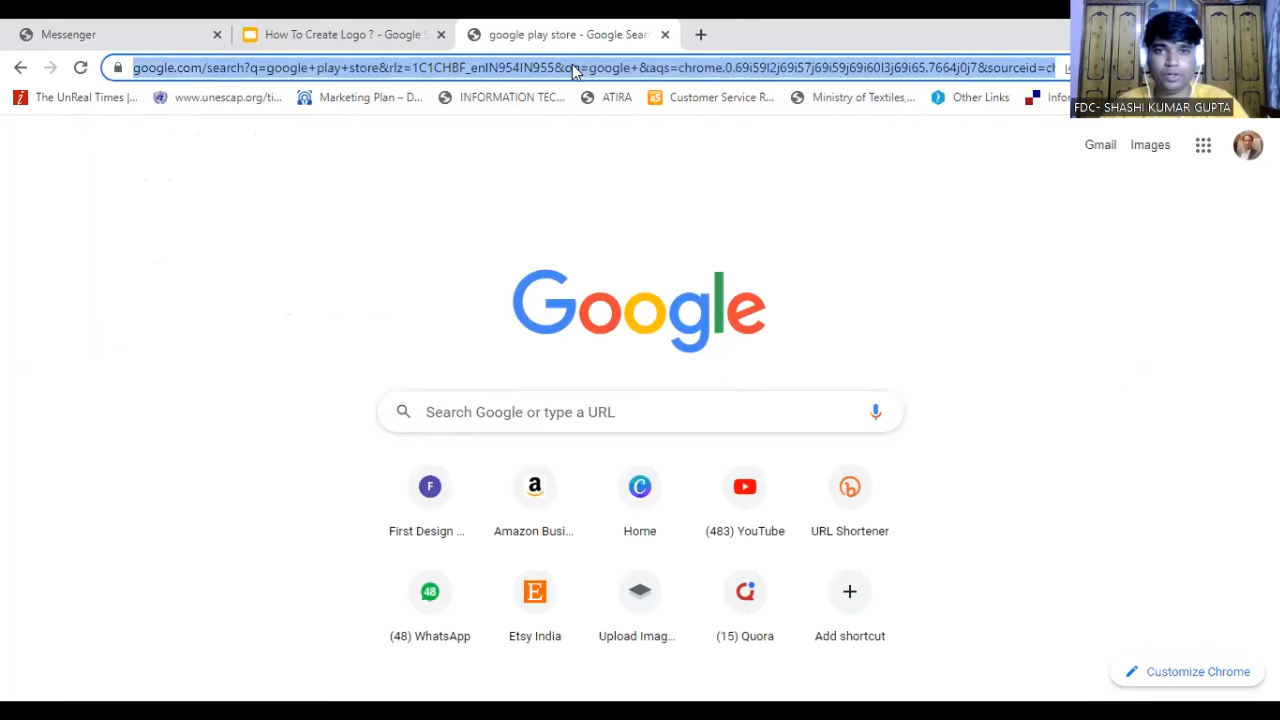 Messenger
How To Create Logo ? - Google S
google play store - Google Sear
google.com/search?q=google+play+store&rlz=1C1CHBF_enIN954IN955&oq=google+&aqs=chrome.0.69i59l2j69i57j69i59j69i60l3j69i65.7664j0j7&sourceid=ch
The UnReal Times |...
www.unescap.org/ti...
Marketing Plan – D...
INFORMATION TEC...
ATIRA
Customer Service R...
Ministry of Textiles,...
Other Links
Infor
FDC- SHASHI KUMAR GUPTA
Gmail
Images
Google
Search Google or type a URL
F
First Design ...
Amazon Busi...
Home
(483) YouTube
URL Shortener
48
(48) WhatsApp
E
Etsy India
Upload Imag...
(15) Quora
Add shortcut
Customize Chrome